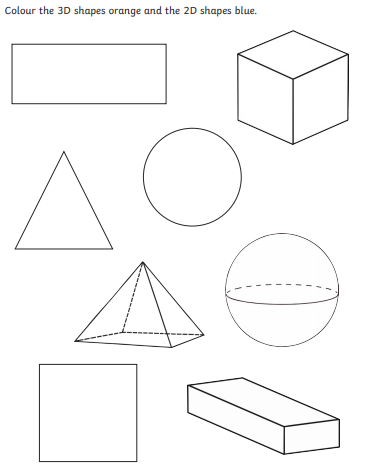 Colour the 3D shapes orange and the 2D shapes blue.